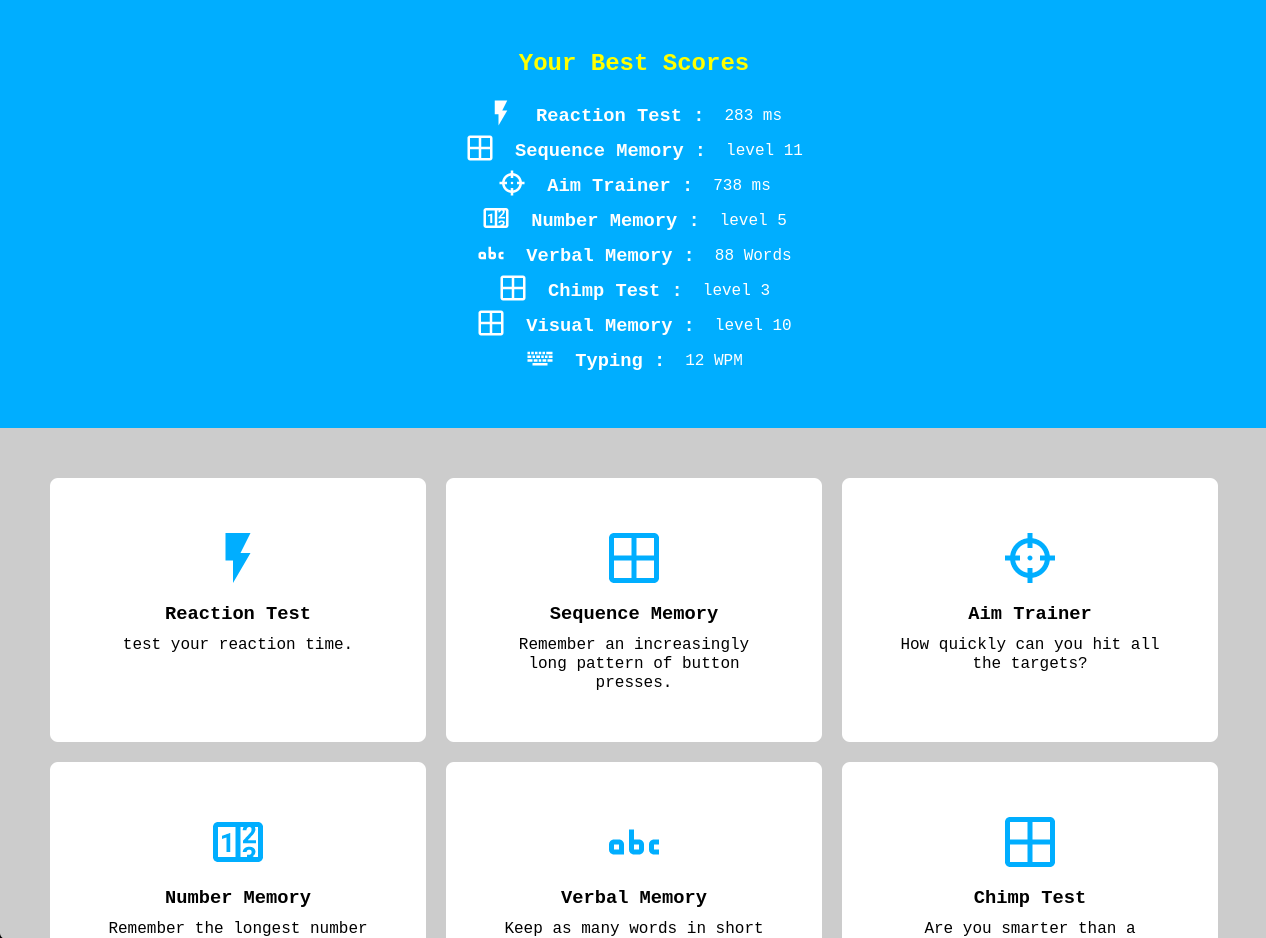 Your Best Scores
Reaction Test : 283 ms
Sequence Memory : level 11
Aim Trainer : 738 ms
Number Memory : level 5
abc Verbal Memory : 88 Words
Chimp Test : level 3
Visual Memory : level 10
Typing : 12 WPM
Reaction Test
test your reaction time.
Sequence Memory
Remember an increasingly
long pattern of button
presses.
Aim Trainer
How quickly can you hit all
the targets?
Number Memory
Remember the longest number
abc
Verbal Memory
Keep as many words in short
Chimp Test
Are you smarter than a